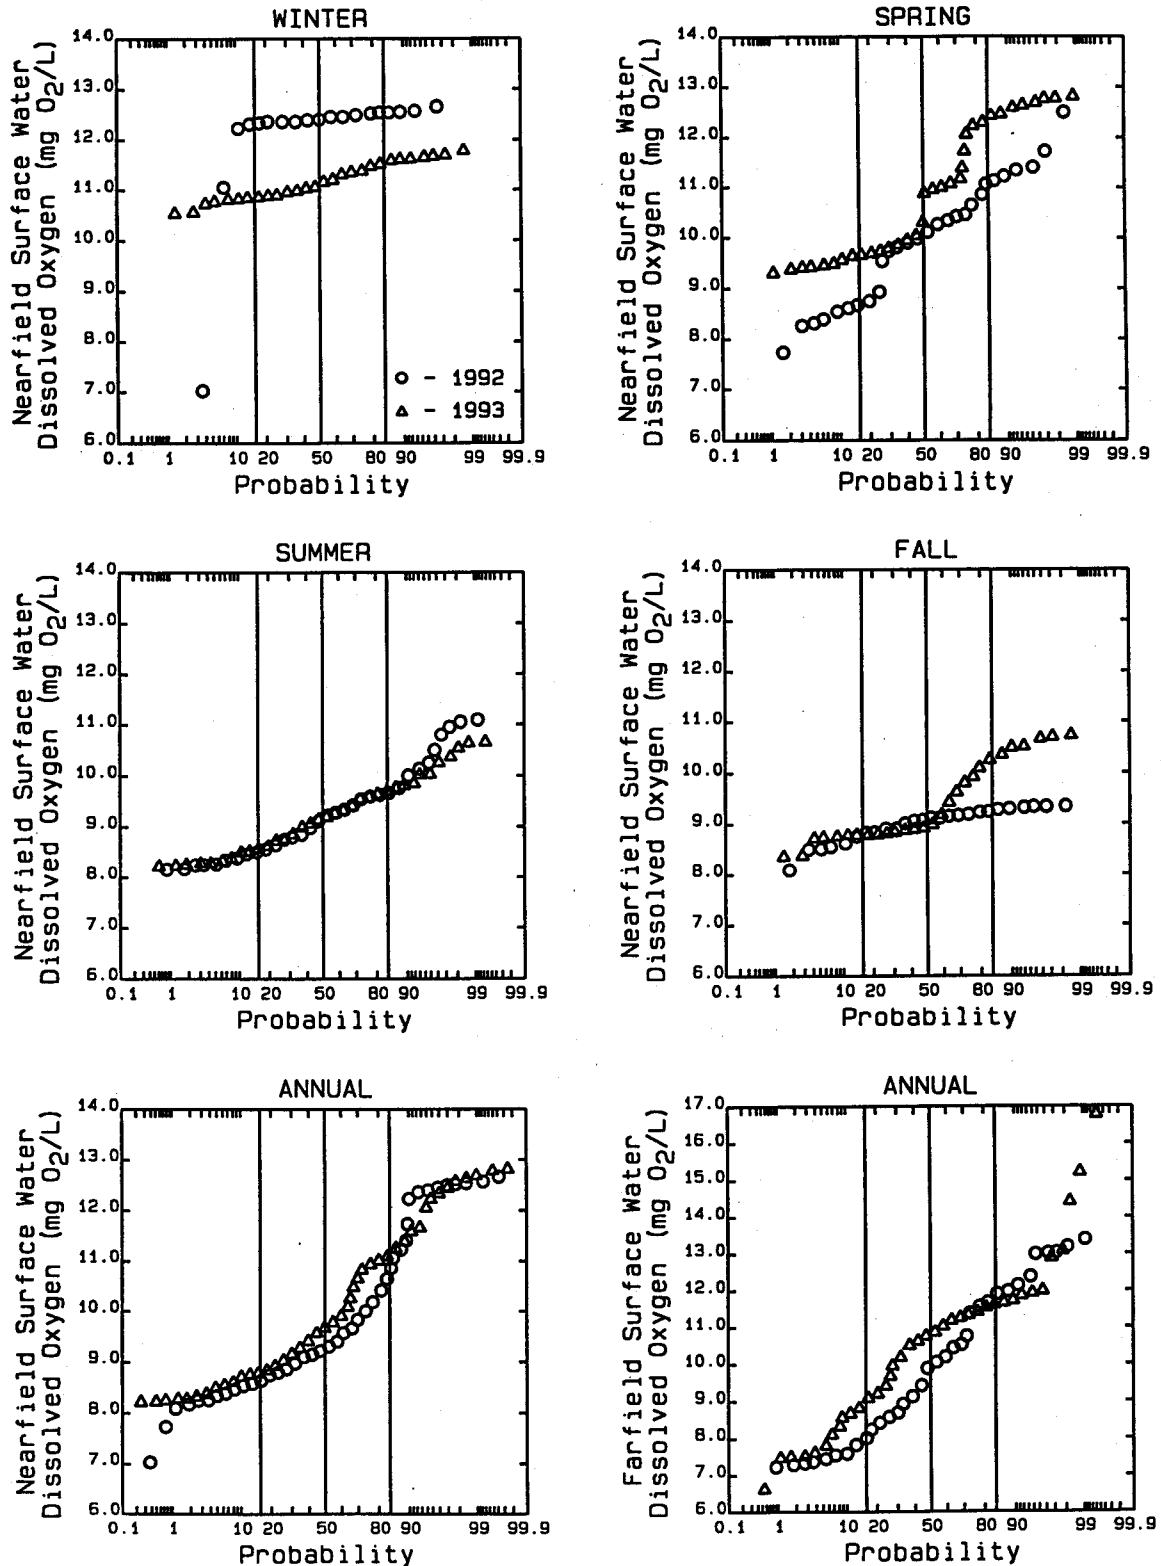 WINTER
Nearfield Surface Water
Dissolved Oxygen (mg O2/L)
14.0
13.0
12.0
11.0
10.0
9.0
8.0
7.0
6.0
○ - 1992
△ - 1993
0.1 1 10 20 50 80 90 99 99.9
Probability
SPRING
Nearfield Surface Water
Dissolved Oxygen (mg O2/L)
14.0
13.0
12.0
11.0
10.0
9.0
8.0
7.0
6.0
0.1 1 10 20 50 80 90 99 99.9
Probability
SUMMER
Nearfield Surface Water
Dissolved Oxygen (mg O2/L)
14.0
13.0
12.0
11.0
10.0
9.0
8.0
7.0
6.0
0.1 1 10 20 50 80 90 99 99.9
Probability
FALL
Nearfield Surface Water
Dissolved Oxygen (mg O2/L)
14.0
13.0
12.0
11.0
10.0
9.0
8.0
7.0
6.0
0.1 1 10 20 50 80 90 99 99.9
Probability
ANNUAL
Nearfield Surface Water
Dissolved Oxygen (mg O2/L)
14.0
13.0
12.0
11.0
10.0
9.0
8.0
7.0
6.0
0.1 1 10 20 50 80 90 99 99.9
Probability
ANNUAL
Farfield Surface Water
Dissolved Oxygen (mg O2/L)
17.0
16.0
15.0
14.0
13.0
12.0
11.0
10.0
9.0
8.0
7.0
6.0
0.1 1 10 20 50 80 90 99 99.9
Probability